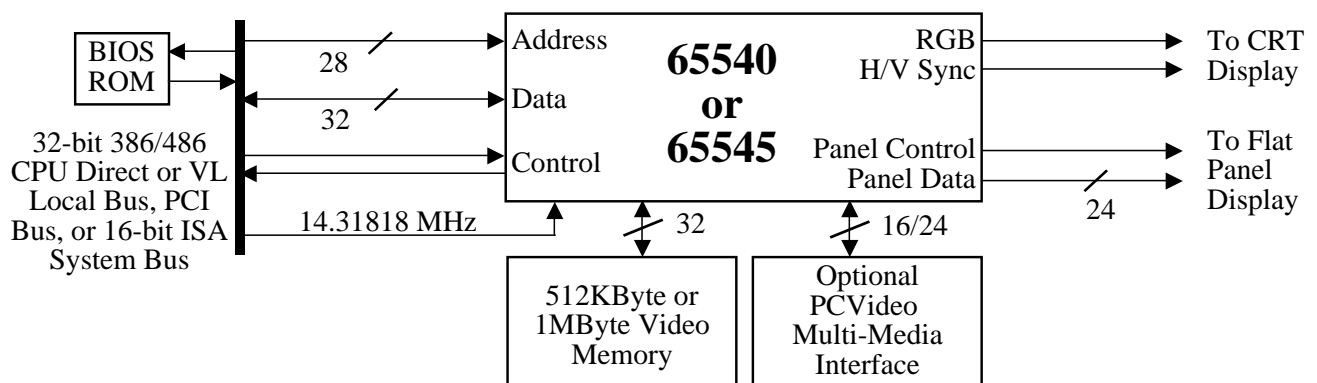 BIOS
ROM
28
32
32-bit 386/486
CPU Direct or VL
Local Bus, PCI
Bus, or 16-bit ISA
System Bus
14.31818 MHz
Address
Data
Control
65540
or
65545
RGB
H/V Sync
Panel Control
Panel Data
To CRT
Display
To Flat
Panel
Display
24
32
16/24
512KByte or
1MByte Video
Memory
Optional
PCVideo
Multi-Media
Interface